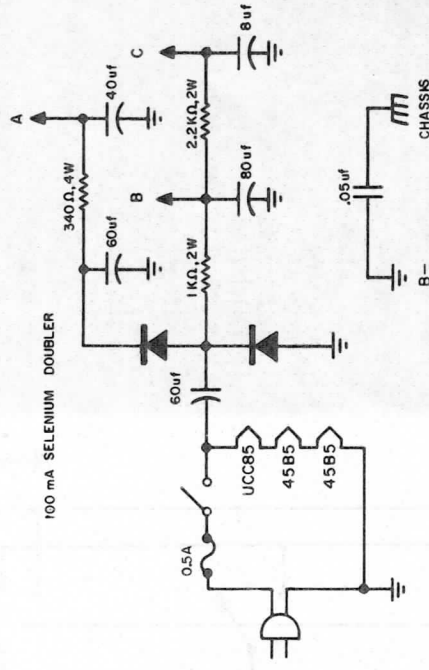 100 mA SELENIUM DOUBLER
A
340Ω,4W
60uf
40uf
C
B
1KΩ,2W
2.2KΩ,2W
8uf
80uf
60uf
0.5A
UCC85
45B5
45B5
.05uf
B-
CHASSIS